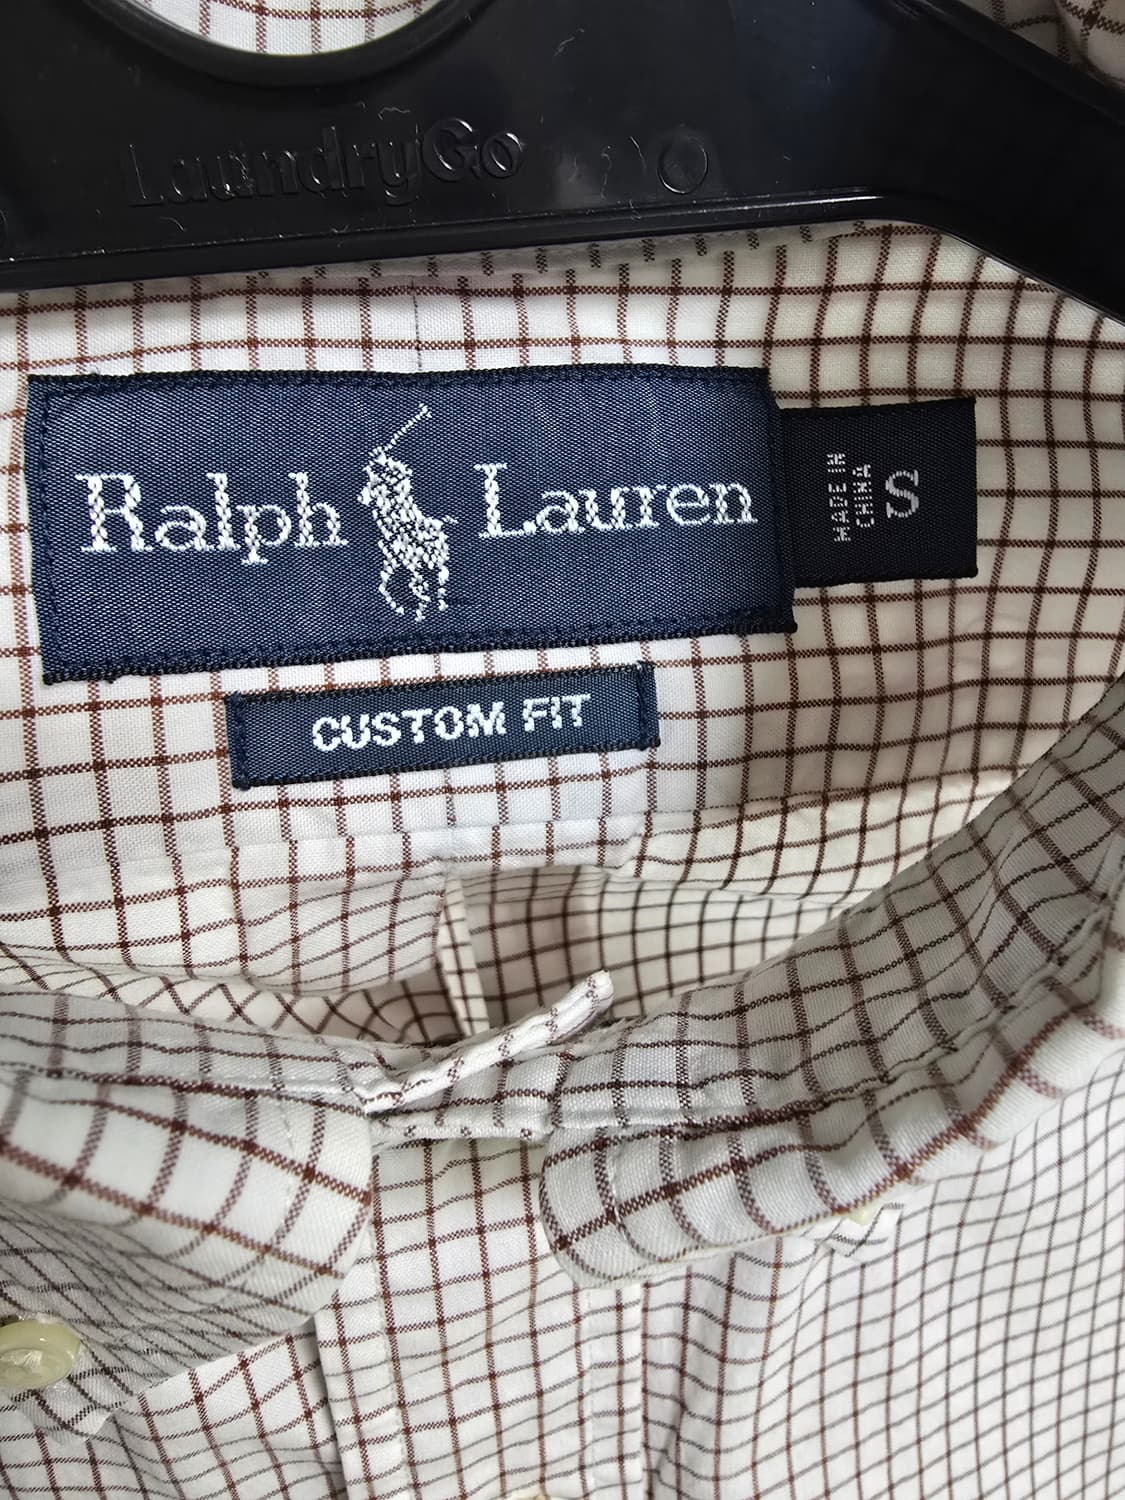 LaundryGo
Ralph Lauren
MADE IN
CHINA
S
CUSTOM FIT